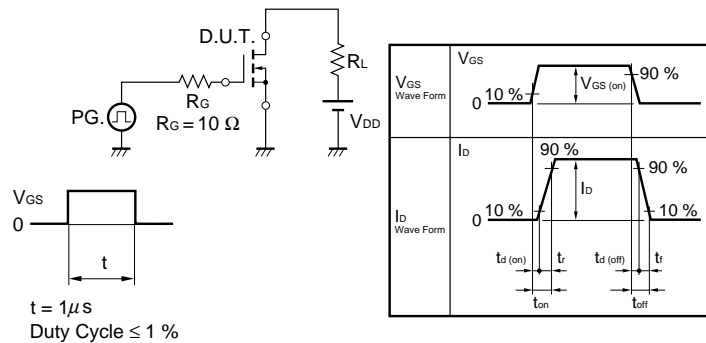 D.U.T.
RL
RG
PG.
RG = 10 Ω
VDD
VGS
0
t
t = 1μs
Duty Cycle ≤ 1 %
VGS
Wave Form
VGS
10 %
0
VGS (on)
90 %
ID
Wave Form
ID
90 %
90 %
ID
10 %
0
10 %
td (on)
tr
td (off)
tf
ton
toff